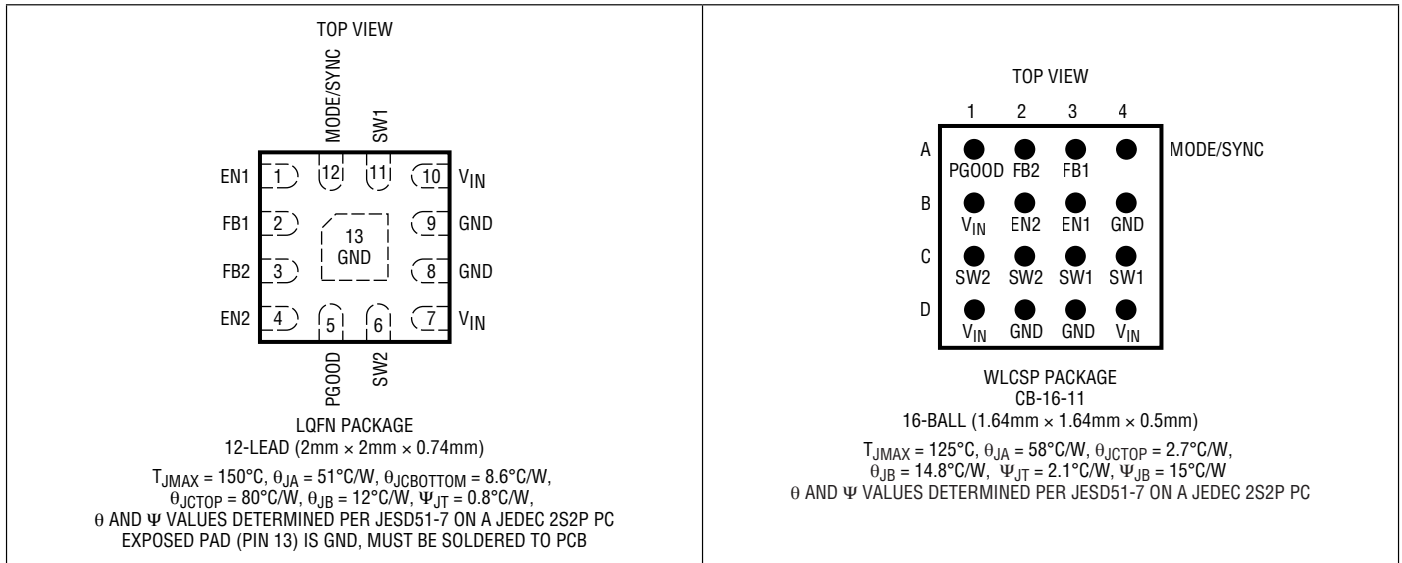 TOP VIEW
MODE/SYNC
SW1
EN1 1 12 11 10 VIN
FB1 2 9 GND
13
GND
FB2 3 8 GND
EN2 4 5 6 7 VIN
PGOOD
SW2
LQFN PACKAGE
12-LEAD (2mm × 2mm × 0.74mm)
TJMAX = 150°C, θJA = 51°C/W, θJCBOTTOM = 8.6°C/W,
θJCTOP = 80°C/W, θJB = 12°C/W, ΨJT = 0.8°C/W,
θ AND Ψ VALUES DETERMINED PER JESD51-7 ON A JEDEC 2S2P PC
EXPOSED PAD (PIN 13) IS GND, MUST BE SOLDERED TO PCB
TOP VIEW
1 2 3 4
A MODE/SYNC
PGOOD FB2 FB1
B
VIN EN2 EN1 GND
C
SW2 SW2 SW1 SW1
D
VIN GND GND VIN
WLCSP PACKAGE
CB-16-11
16-BALL (1.64mm × 1.64mm × 0.5mm)
TJMAX = 125°C, θJA = 58°C/W, θJCTOP = 2.7°C/W,
θJB = 14.8°C/W, ΨJT = 2.1°C/W, ΨJB = 15°C/W
θ AND Ψ VALUES DETERMINED PER JESD51-7 ON A JEDEC 2S2P PC